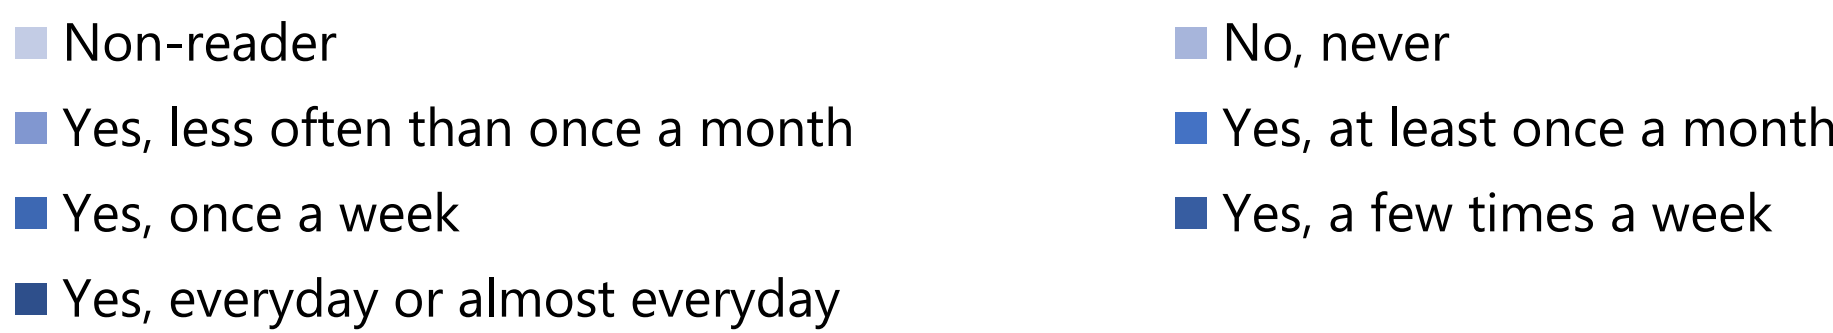 Non-reader
No, never
Yes, less often than once a month
Yes, at least once a month
Yes, once a week
Yes, a few times a week
Yes, everyday or almost everyday